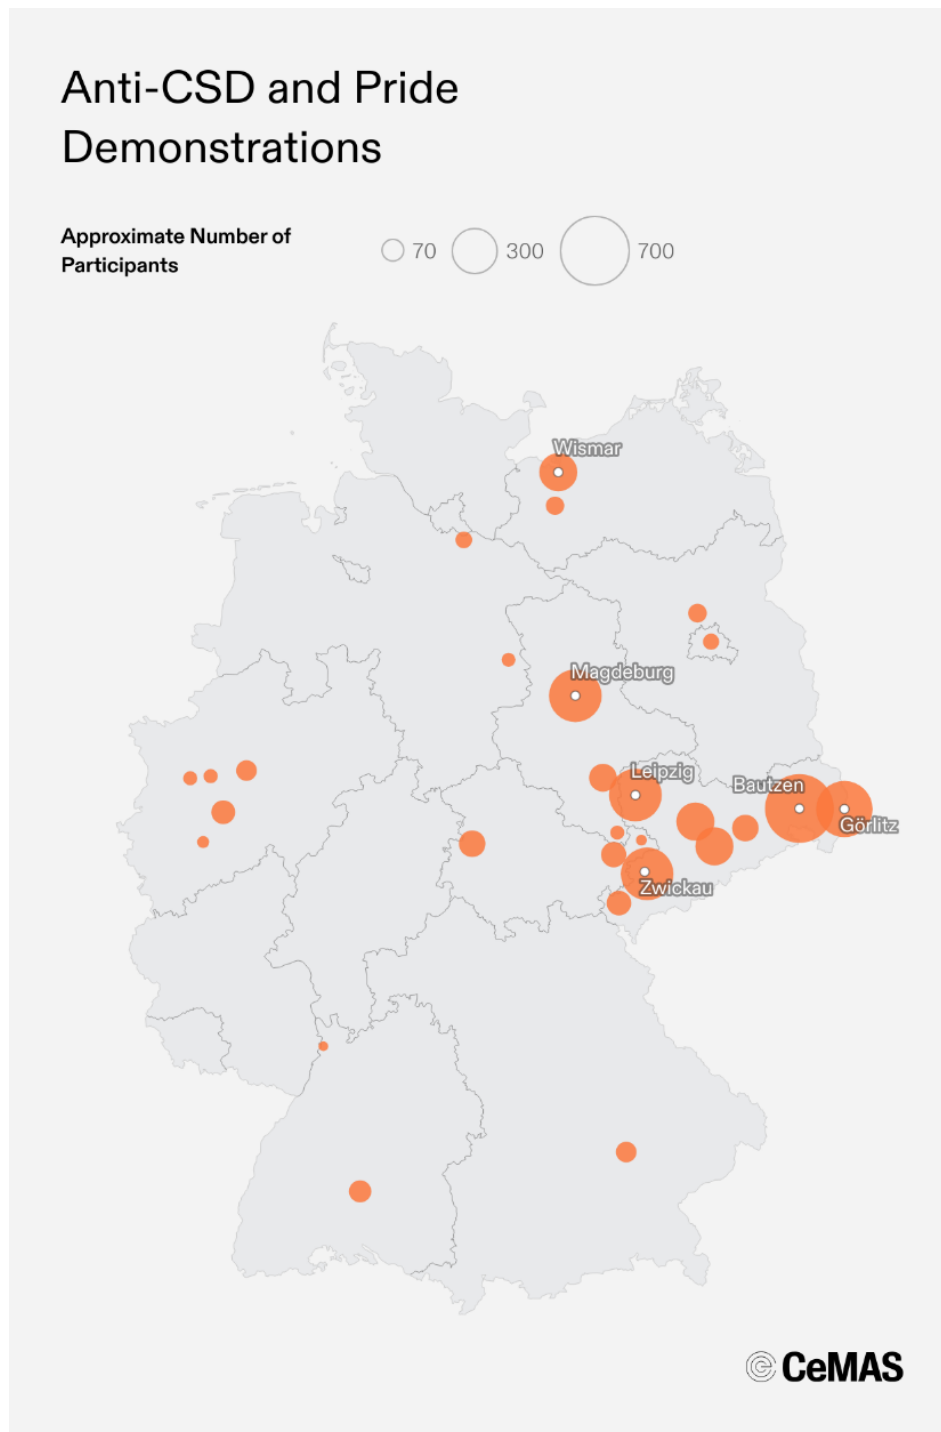 Anti-CSD and Pride
Demonstrations
Approximate Number of
Participants
70
300
700
Wismar
Magdeburg
Leipzig
Bautzen
Görlitz
Zwickau
CeMAS